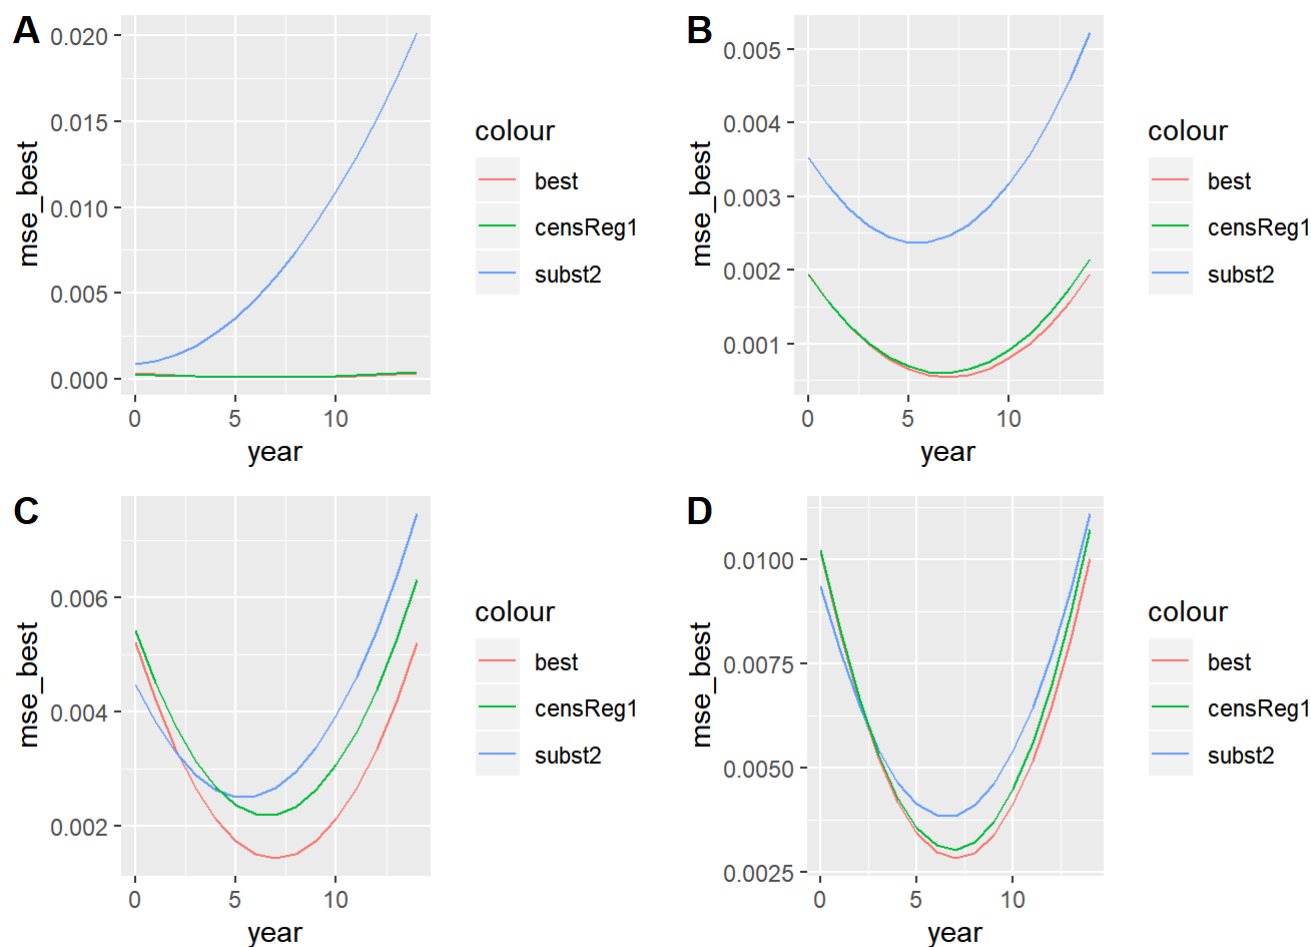 A
0.020
0.015
0.010
0.005
0.000
mse_best
0
5
10
year
colour
best
censReg1
subst2
B
0.005
0.004
0.003
0.002
0.001
mse_best
0
5
10
year
colour
best
censReg1
subst2
C
0.006
0.004
0.002
mse_best
0
5
10
year
colour
best
censReg1
subst2
D
0.0100
0.0075
0.0050
0.0025
mse_best
0
5
10
year
colour
best
censReg1
subst2